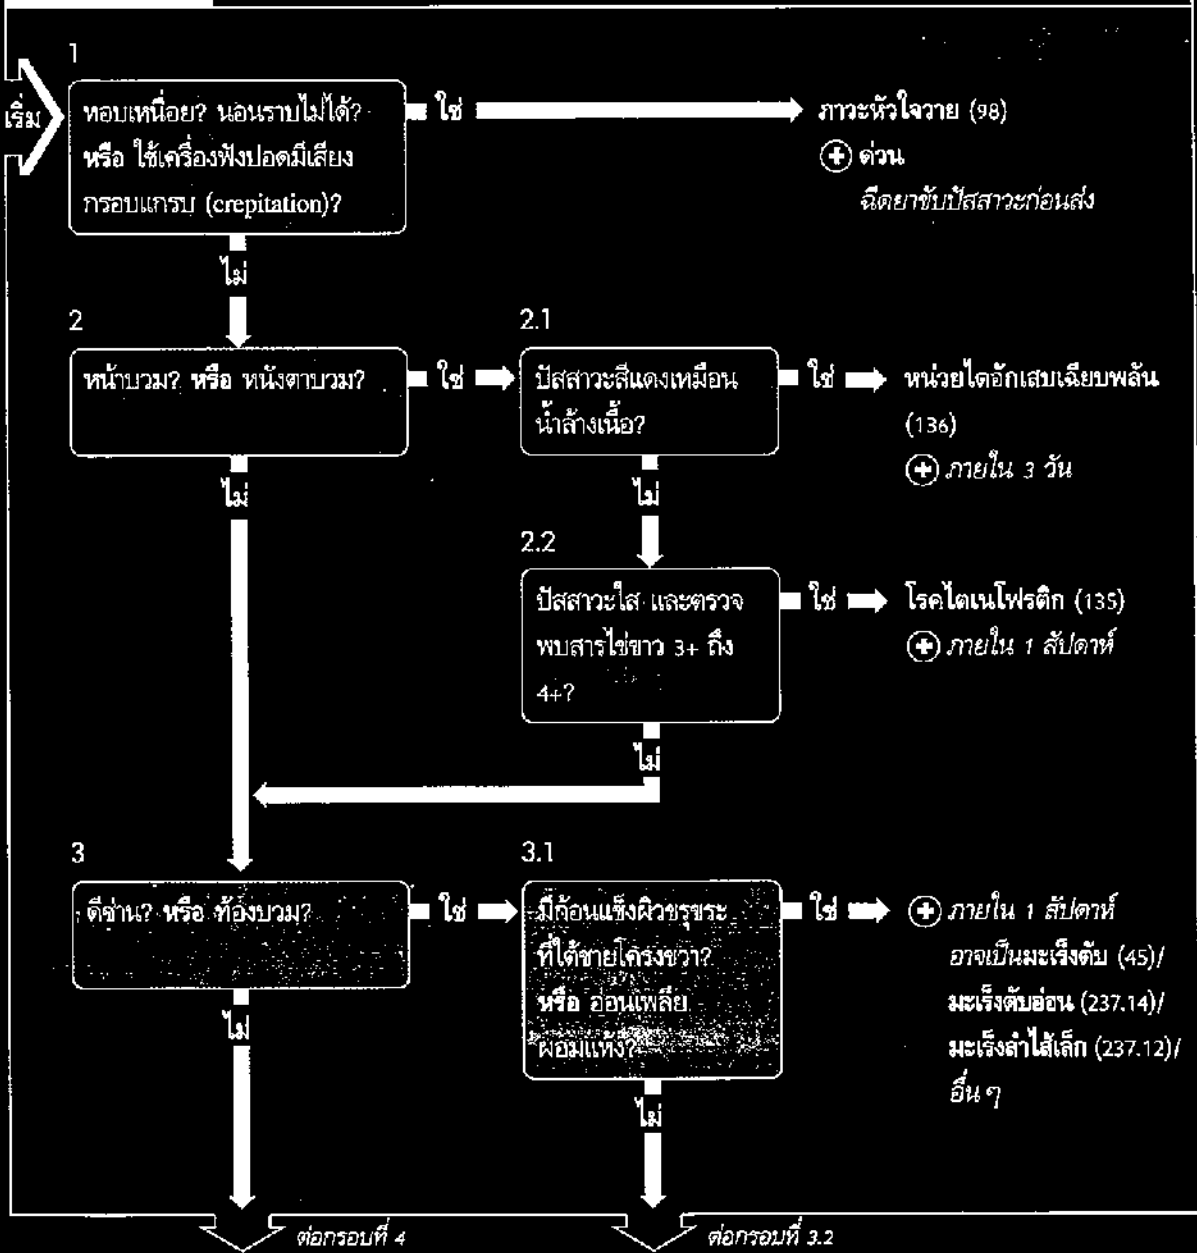 เริ่ม
1
หอบเหนื่อย? นอนราบไม่ได้?
หรือ ใช้เครื่องฟังปอดมีเสียง
กรอบแกรบ (crepitation)?
ใช่
ภาวะหัวใจวาย (98)
+ ด่วน
ฉีดยาขับปัสสาวะก่อนส่ง
ไม่
2
หน้าบวม? หรือ หนังตาบวม?
ใช่
2.1
ปัสสาวะสีแดงเหมือน
น้ำล้างเนื้อ?
ใช่
หน่วยไตอักเสบเฉียบพลัน
(136)
+ ภายใน 3 วัน
ไม่
ไม่
2.2
ปัสสาวะใส และตรวจ
พบสารไข่ขาว 3+ ถึง
4+?
ใช่
โรคไตเนโฟรติก (135)
+ ภายใน 1 สัปดาห์
ไม่
3
ดีซ่าน? หรือ ท้องบวม?
ใช่
3.1
มีก้อนแข็งผิวขรุขระ
ที่ใต้ชายโครงขวา?
หรือ อ่อนเพลีย
ผอมแห้ง?
ใช่
+ ภายใน 1 สัปดาห์
อาจเป็นมะเร็งตับ (45)/
มะเร็งตับอ่อน (237.14)/
มะเร็งลำไส้เล็ก (237.12)/
อื่น ๆ
ไม่
ไม่
ต่อกรอบที่ 4
ต่อกรอบที่ 3.2